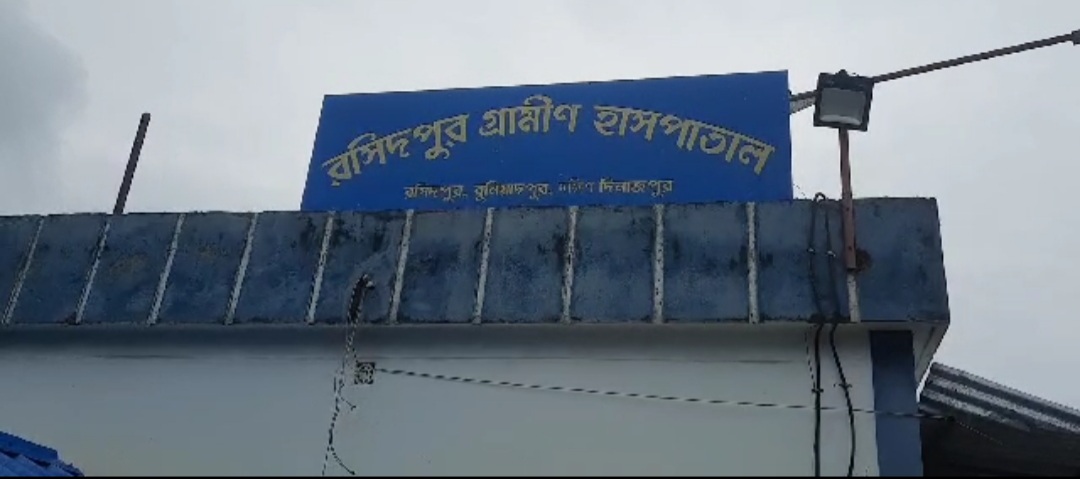 রসিদপুর গ্রামীণ হাসপাতাল
রসিদপুর, বুনিয়াদপুর, দক্ষিণ দিনাজপুর